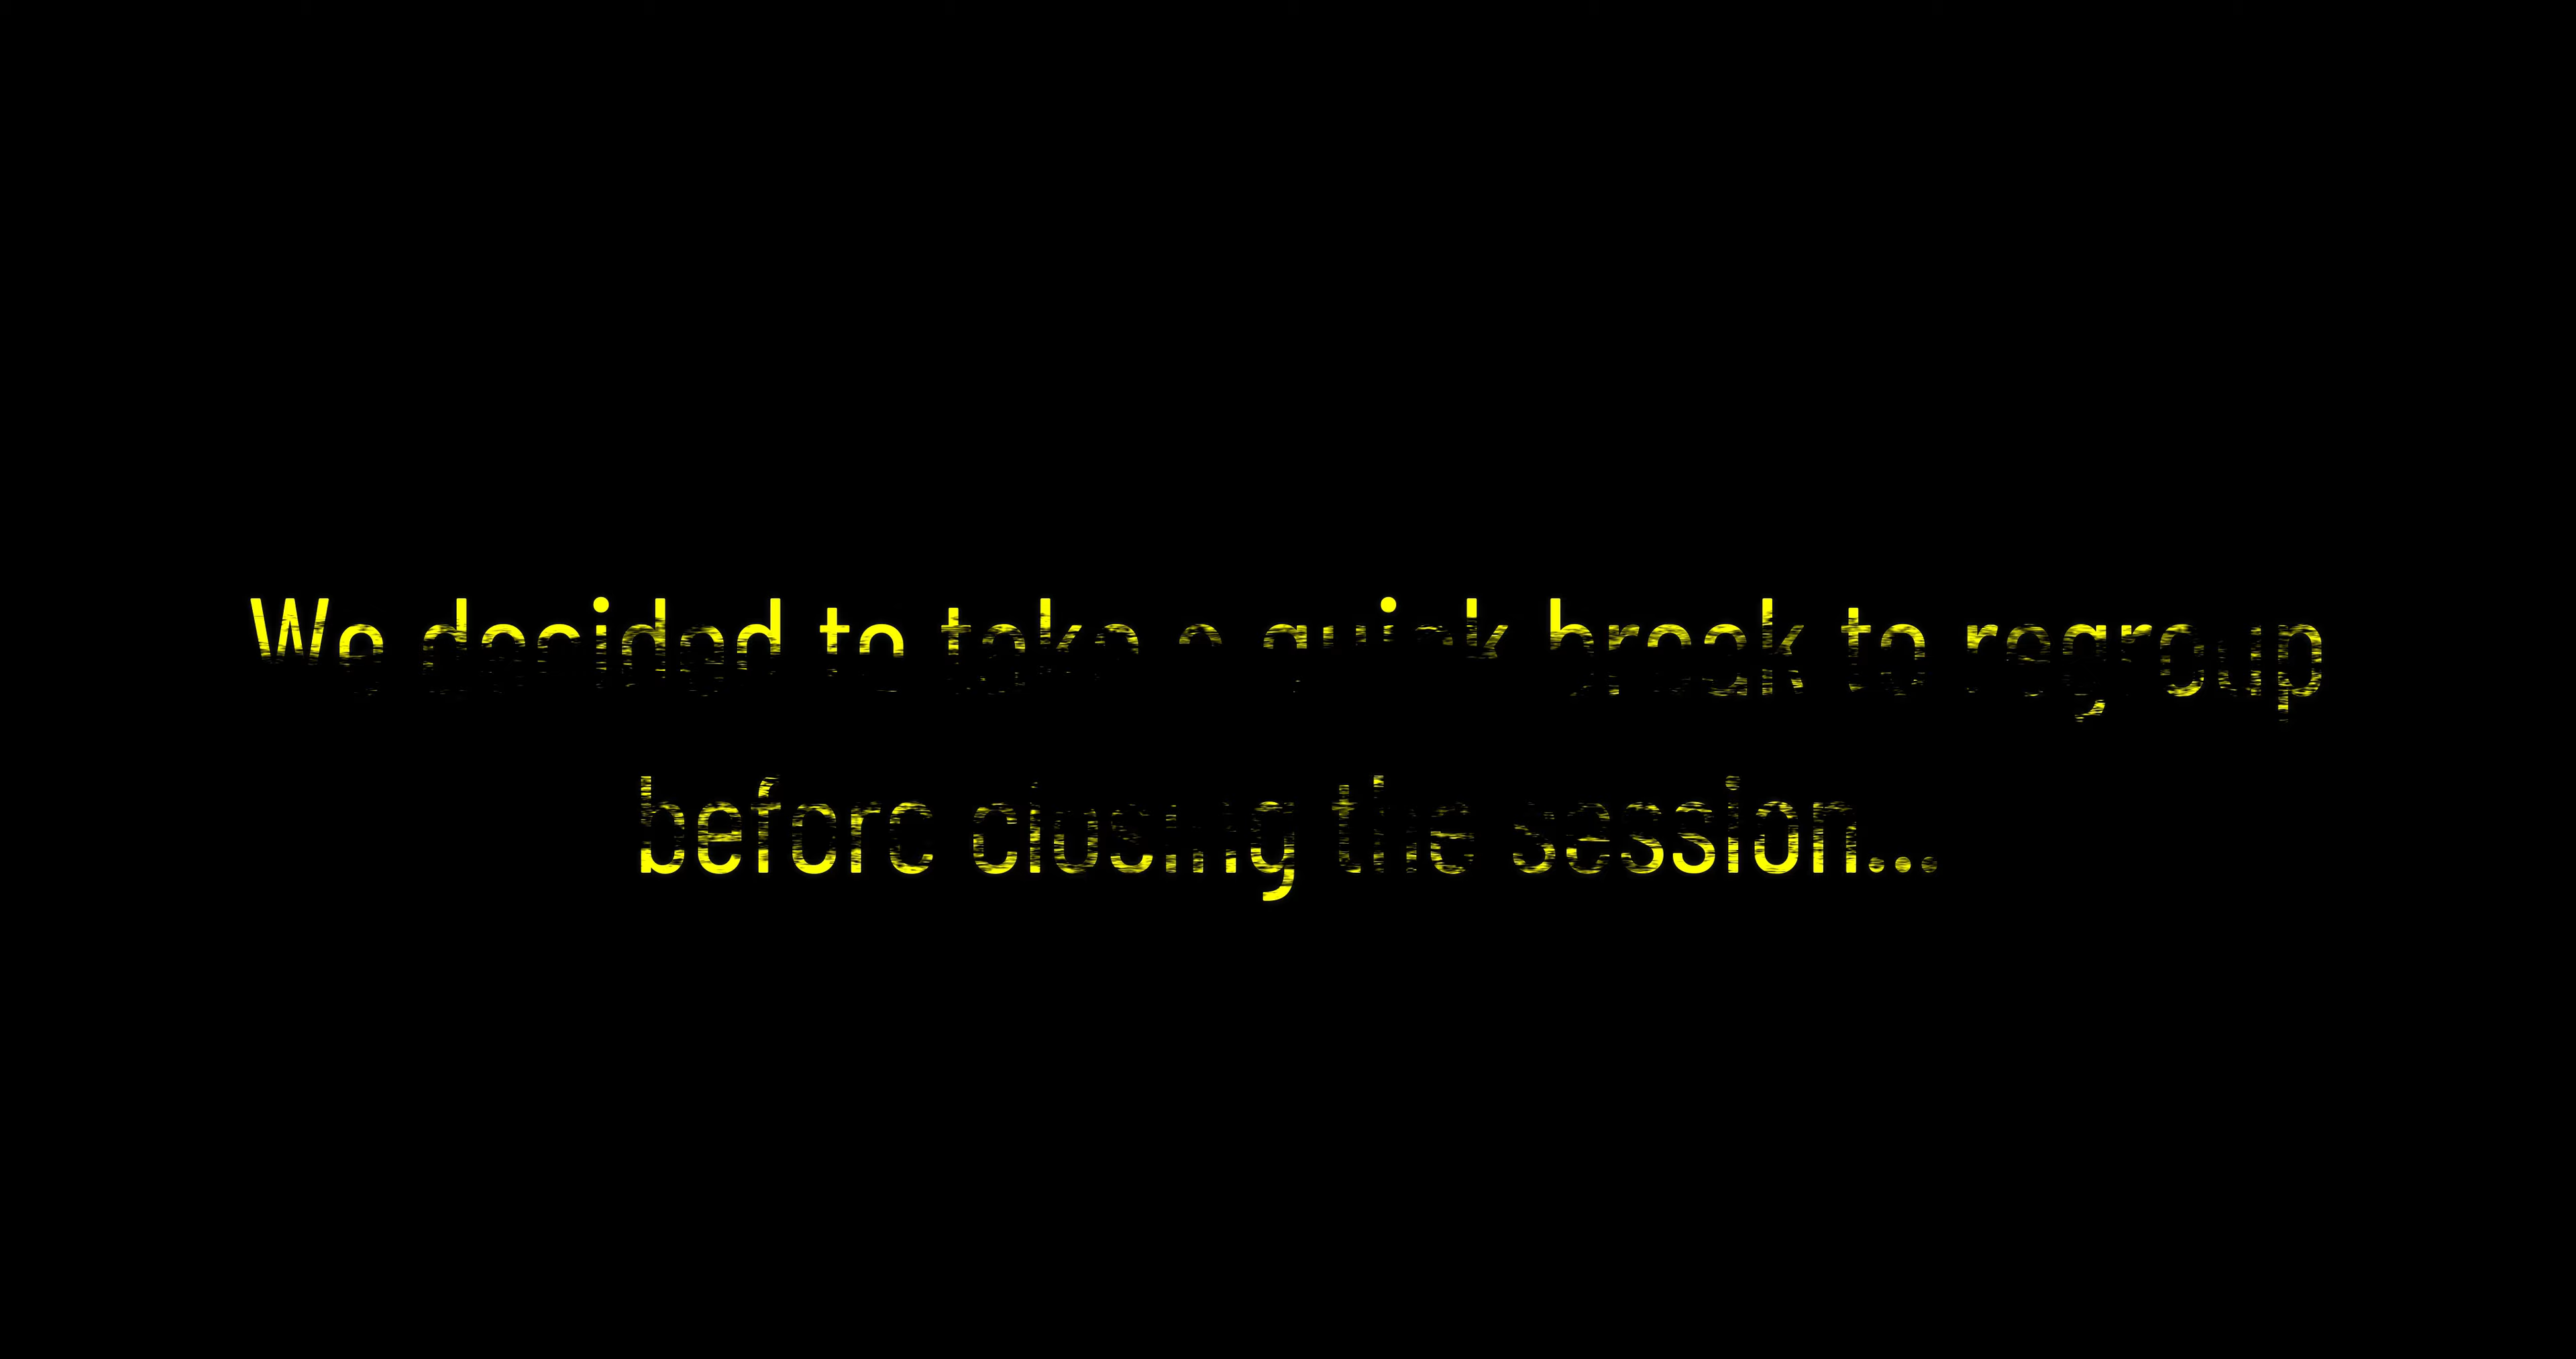 We decided to take a quick break to regroup
before closing the session...